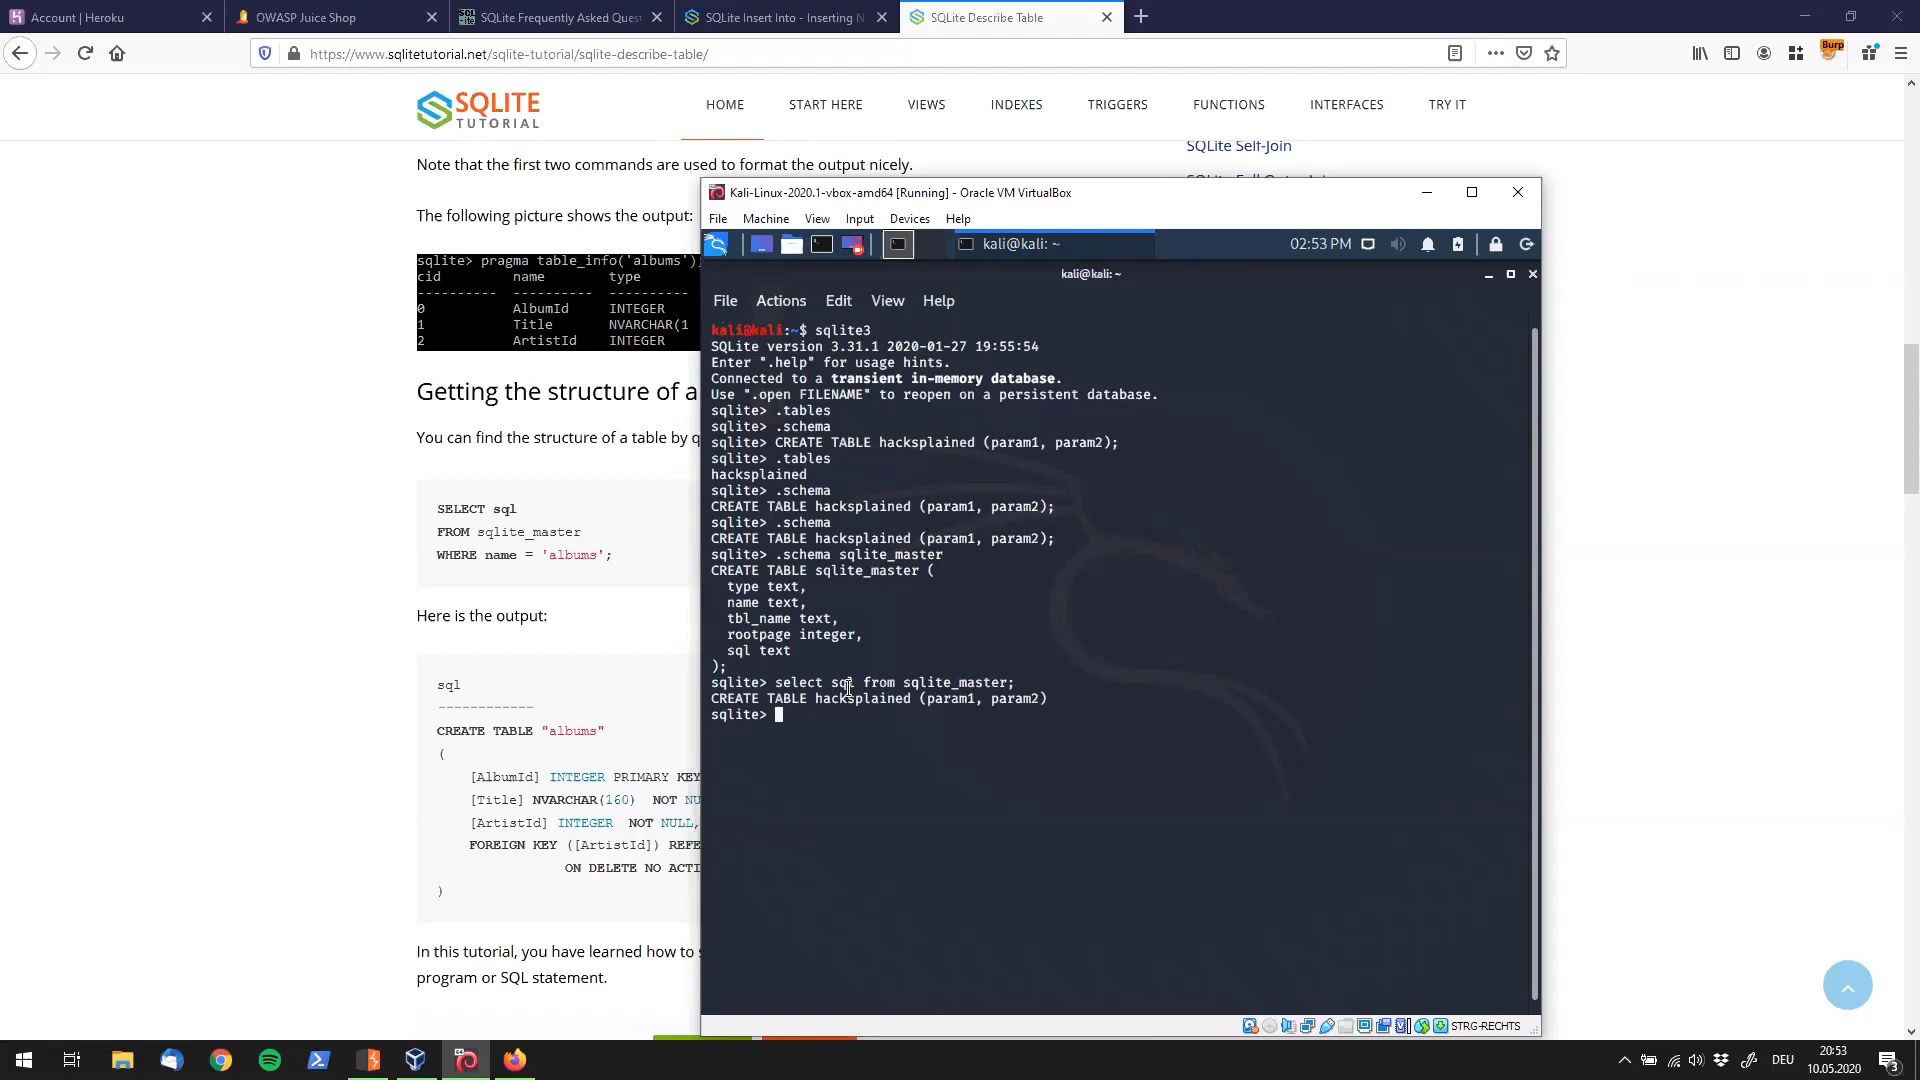 Account | Heroku
OWASP Juice Shop
SQLite Frequently Asked Quest
SQLite Insert Into - Inserting N
SQLite Describe Table
https://www.sqlitetutorial.net/sqlite-tutorial/sqlite-describe-table/
Burp
SQLITE
TUTORIAL
HOME
START HERE
VIEWS
INDEXES
TRIGGERS
FUNCTIONS
INTERFACES
TRY IT
SQLite Self-Join
Note that the first two commands are used to format the output nicely.
The following picture shows the output:
sqlite> pragma table_info('albums');
cid name type
---------- ---------- ----------
0 AlbumId INTEGER
1 Title NVARCHAR(1
2 ArtistId INTEGER
Getting the structure of a
You can find the structure of a table by q
SELECT sql
FROM sqlite_master
WHERE name = 'albums';
Here is the output:
sql
------------
CREATE TABLE "albums"
(
[AlbumId] INTEGER PRIMARY KEY
[Title] NVARCHAR(160) NOT NU
[ArtistId] INTEGER NOT NULL,
FOREIGN KEY ([ArtistId]) REFE
ON DELETE NO ACTI
)
In this tutorial, you have learned how to s
program or SQL statement.
Kali-Linux-2020.1-vbox-amd64 [Running] - Oracle VM VirtualBox
File Machine View Input Devices Help
kali@kali: ~
02:53 PM
kali@kali: ~
File Actions Edit View Help
kali@kali:~$ sqlite3
SQLite version 3.31.1 2020-01-27 19:55:54
Enter ".help" for usage hints.
Connected to a transient in-memory database.
Use ".open FILENAME" to reopen on a persistent database.
sqlite> .tables
sqlite> .schema
sqlite> CREATE TABLE hacksplained (param1, param2);
sqlite> .tables
hacksplained
sqlite> .schema
CREATE TABLE hacksplained (param1, param2);
sqlite> .schema
CREATE TABLE hacksplained (param1, param2);
sqlite> .schema sqlite_master
CREATE TABLE sqlite_master (
type text,
name text,
tbl_name text,
rootpage integer,
sql text
);
sqlite> select sql from sqlite_master;
CREATE TABLE hacksplained (param1, param2)
sqlite>
STRG-RECHTS
DEU
20:53
10.05.2020
3